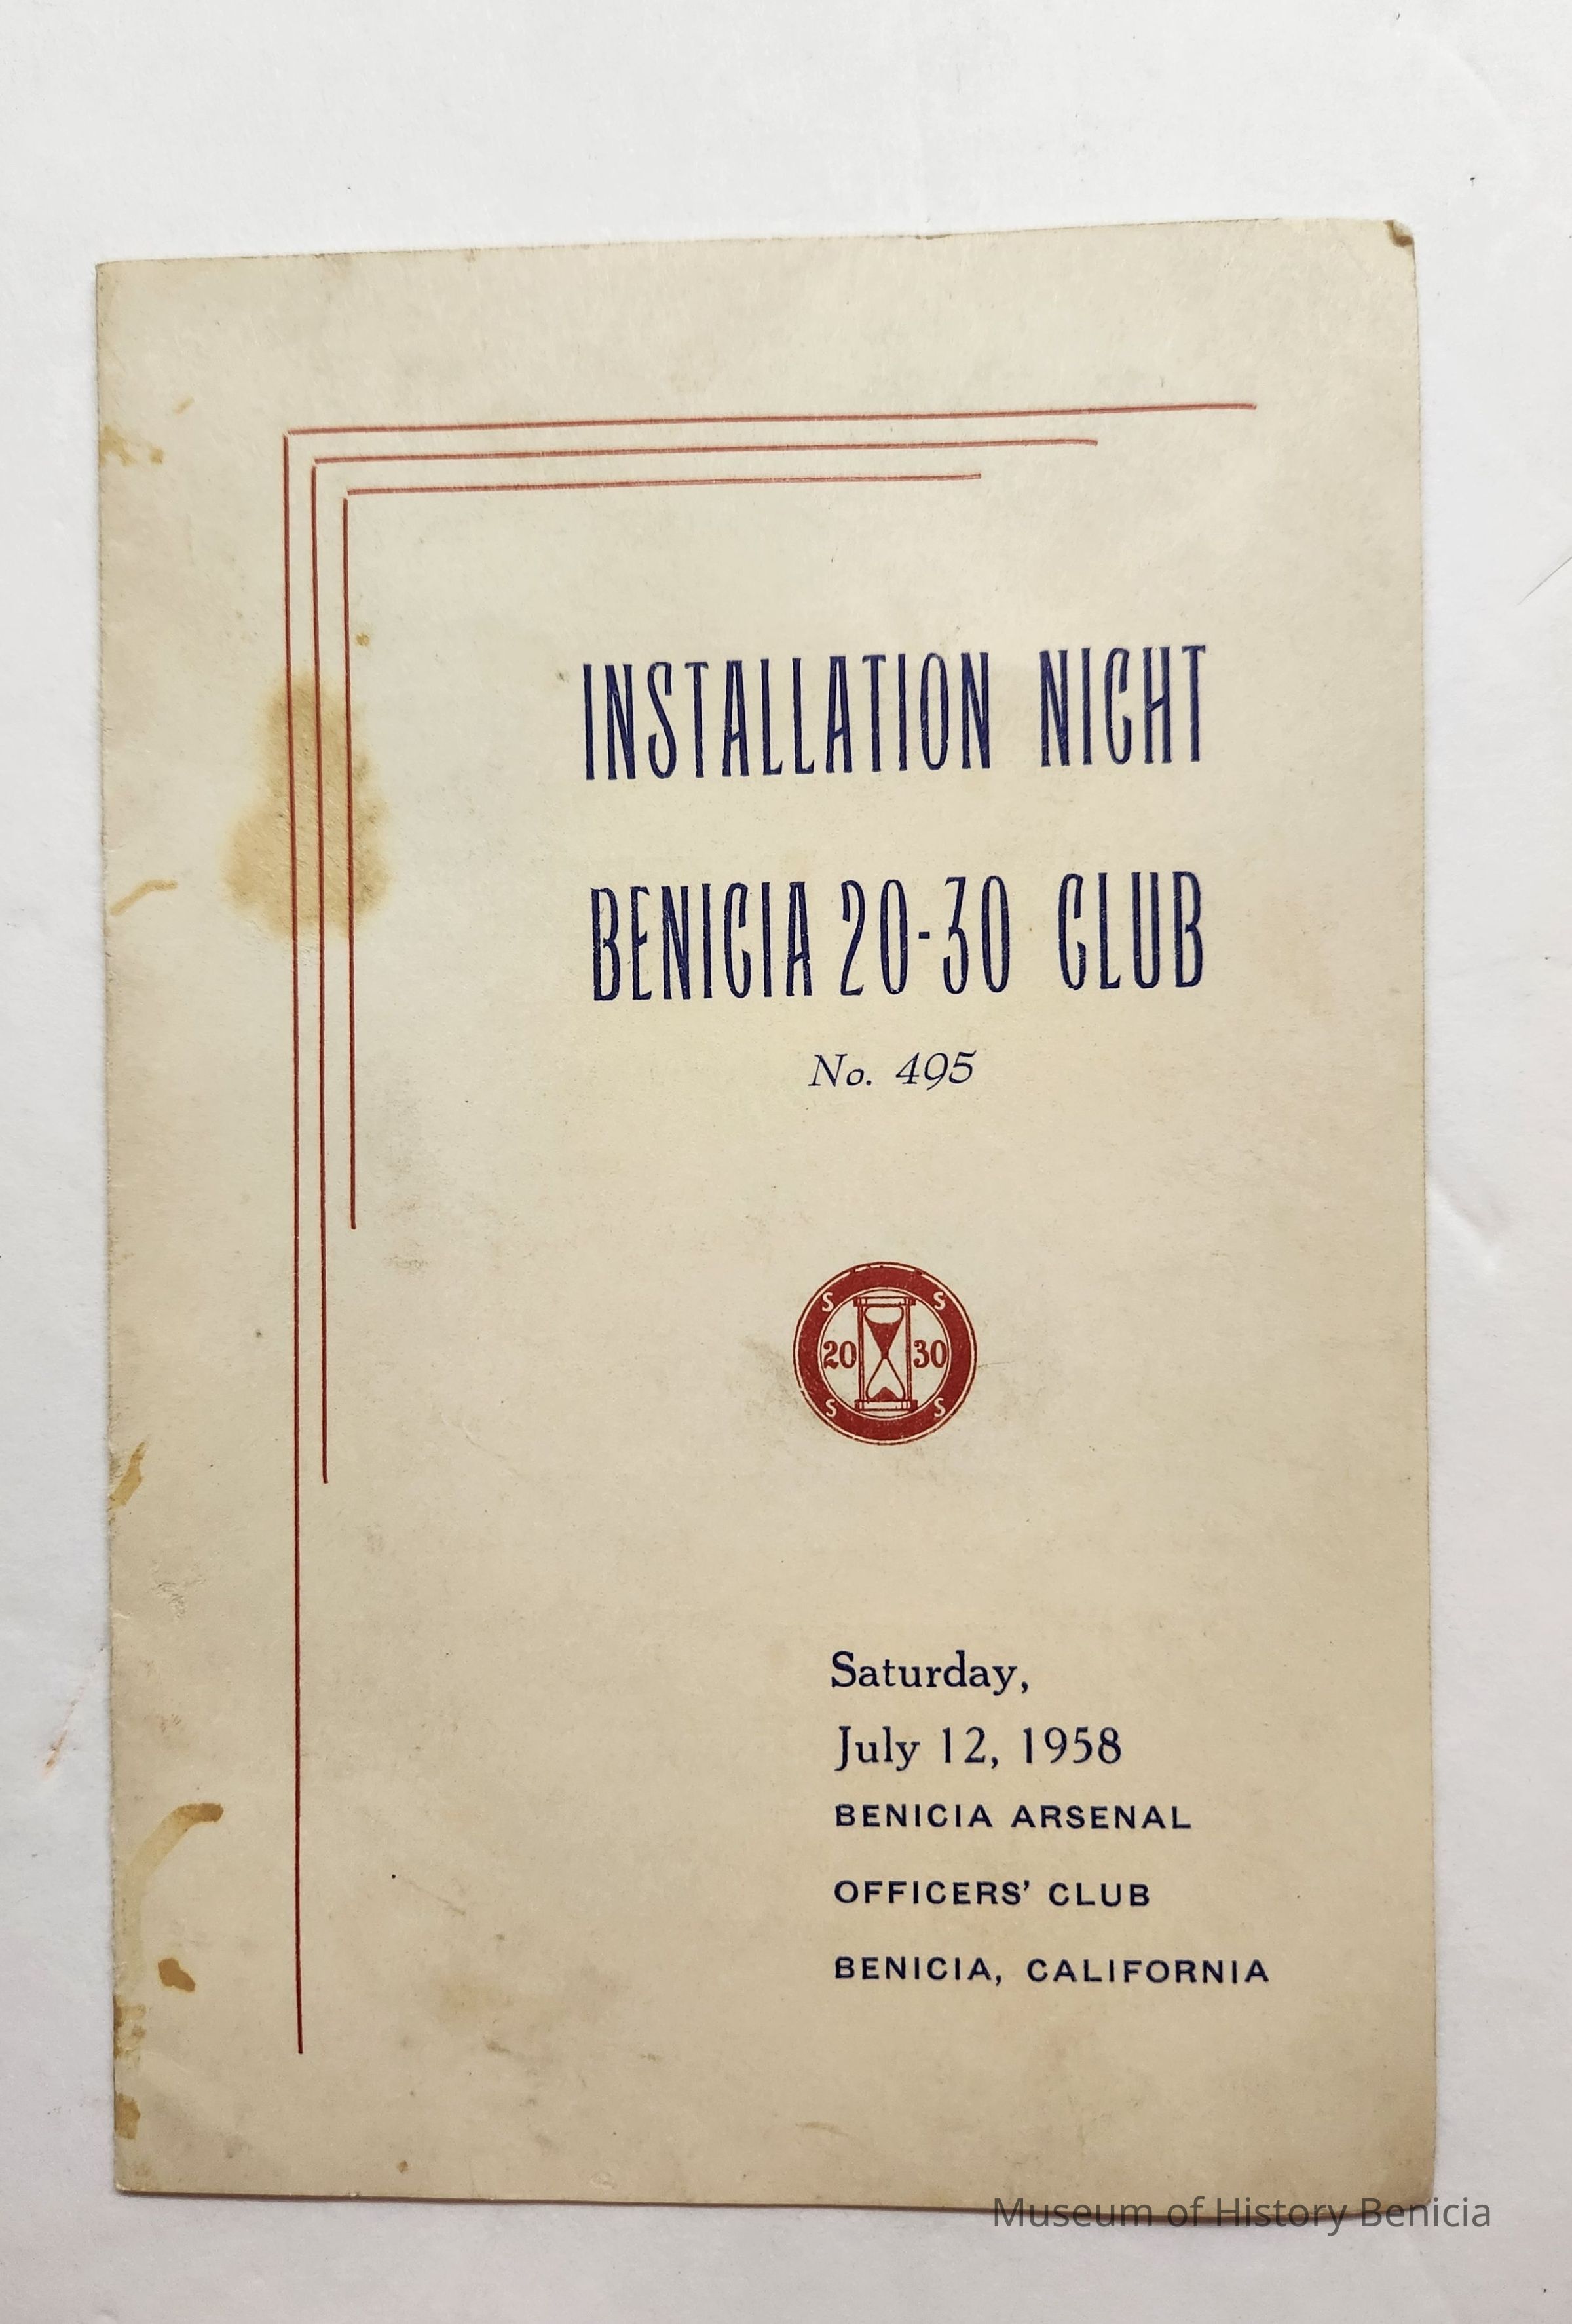 INSTALLATION NIGHT
BENICIA 20-30 CLUB
No. 495
S S
20 30
S S
Saturday,
July 12, 1958
BENICIA ARSENAL
OFFICERS' CLUB
BENICIA, CALIFORNIA
Museum of History Benicia